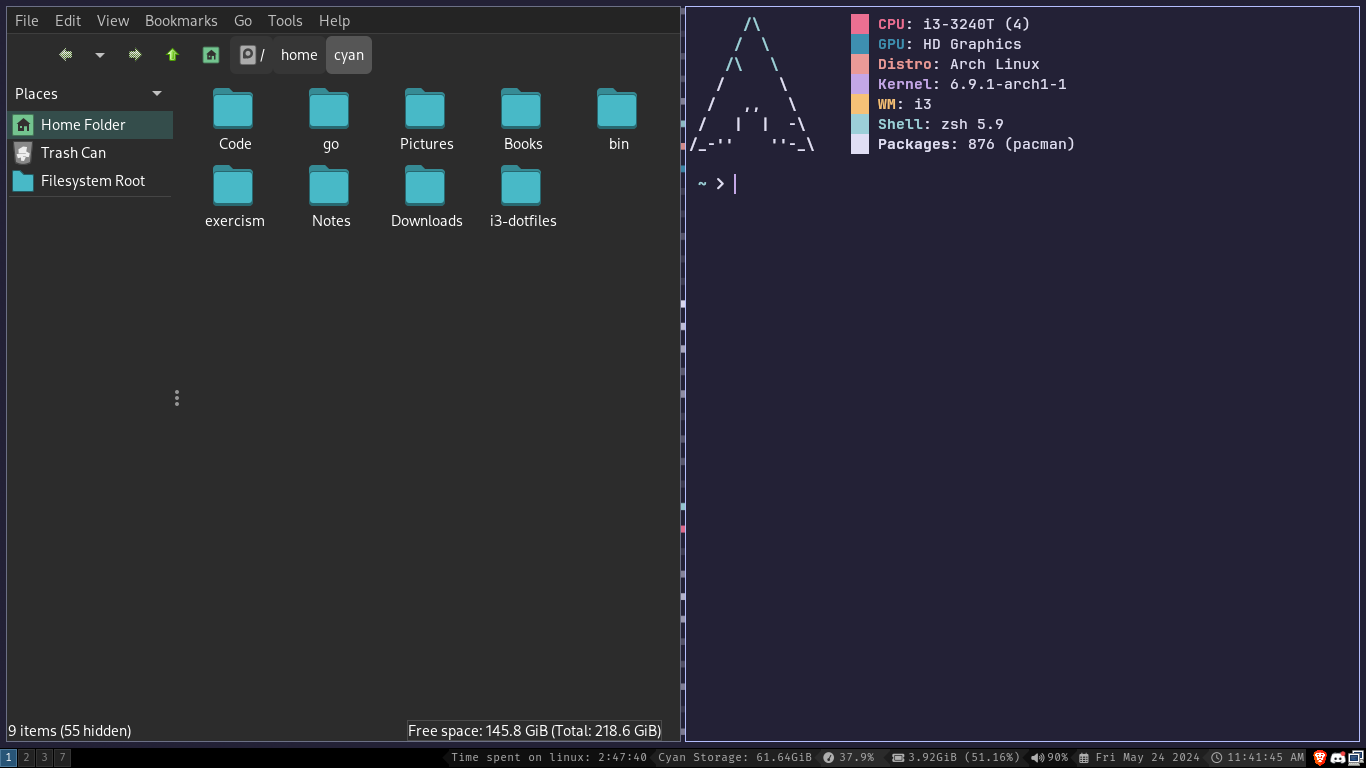 File Edit View Bookmarks Go Tools Help
/ home cyan
Places
Home Folder
Trash Can
Filesystem Root
Code go Pictures Books bin
exercism Notes Downloads i3-dotfiles
9 items (55 hidden) Free space: 145.8 GiB (Total: 218.6 GiB)
CPU: i3-3240T (4)
GPU: HD Graphics
Distro: Arch Linux
Kernel: 6.9.1-arch1-1
WM: i3
Shell: zsh 5.9
Packages: 876 (pacman)
~ ❯
1 2 3 7 Time spent on linux: 2:47:40 Cyan Storage: 61.64GiB 37.9% 3.92GiB (51.16%) 90% Fri May 24 2024 11:41:45 AM